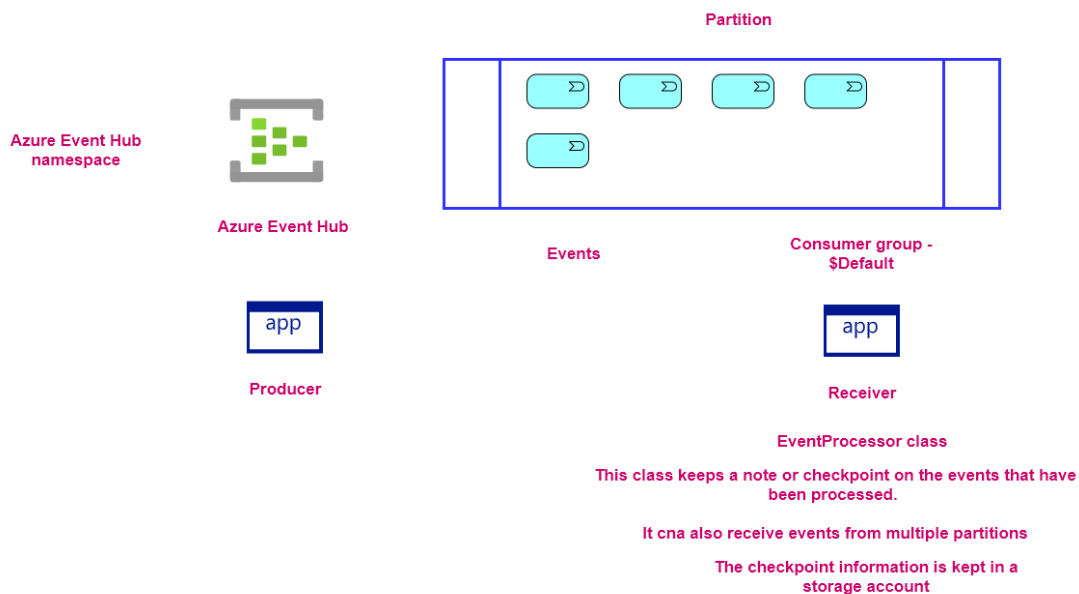 Partition
Azure Event Hub
namespace
Azure Event Hub
Events
Consumer group -
$Default
app
app
Producer
Receiver
EventProcessor class
This class keeps a note or checkpoint on the events that have
been processed.
It cna also receive events from multiple partitions
The checkpoint information is kept in a
storage account